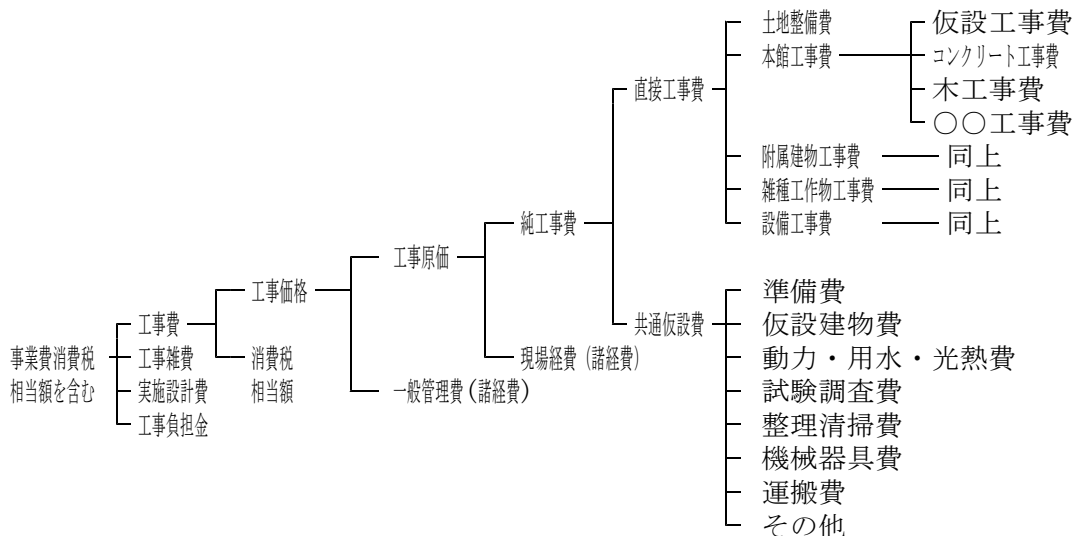 土地整備費
仮設工事費
本館工事費
コンクリート工事費
直接工事費
木工事費
○○工事費
附属建物工事費
同上
雑種工作物工事費
同上
純工事費
設備工事費
同上
工事原価
工事価格
準備費
工事費
共通仮設費
仮設建物費
事業費消費税
相当額を含む
工事雑費
消費税
相当額
現場経費(諸経費)
動力・用水・光熱費
実施設計費
一般管理費(諸経費)
試験調査費
工事負担金
整理清掃費
機械器具費
運搬費
その他